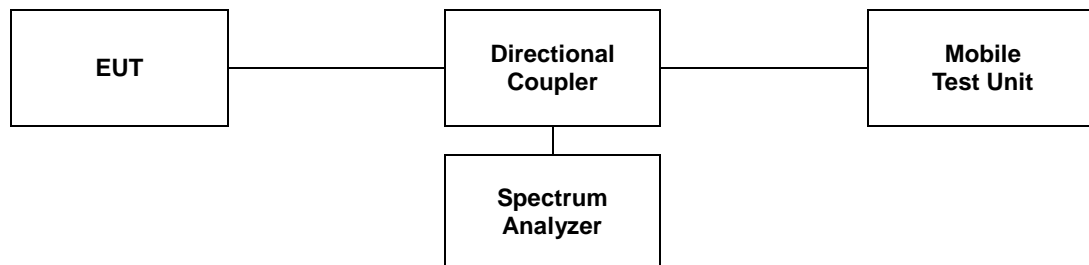 EUT
Directional
Coupler
Mobile
Test Unit
Spectrum
Analyzer